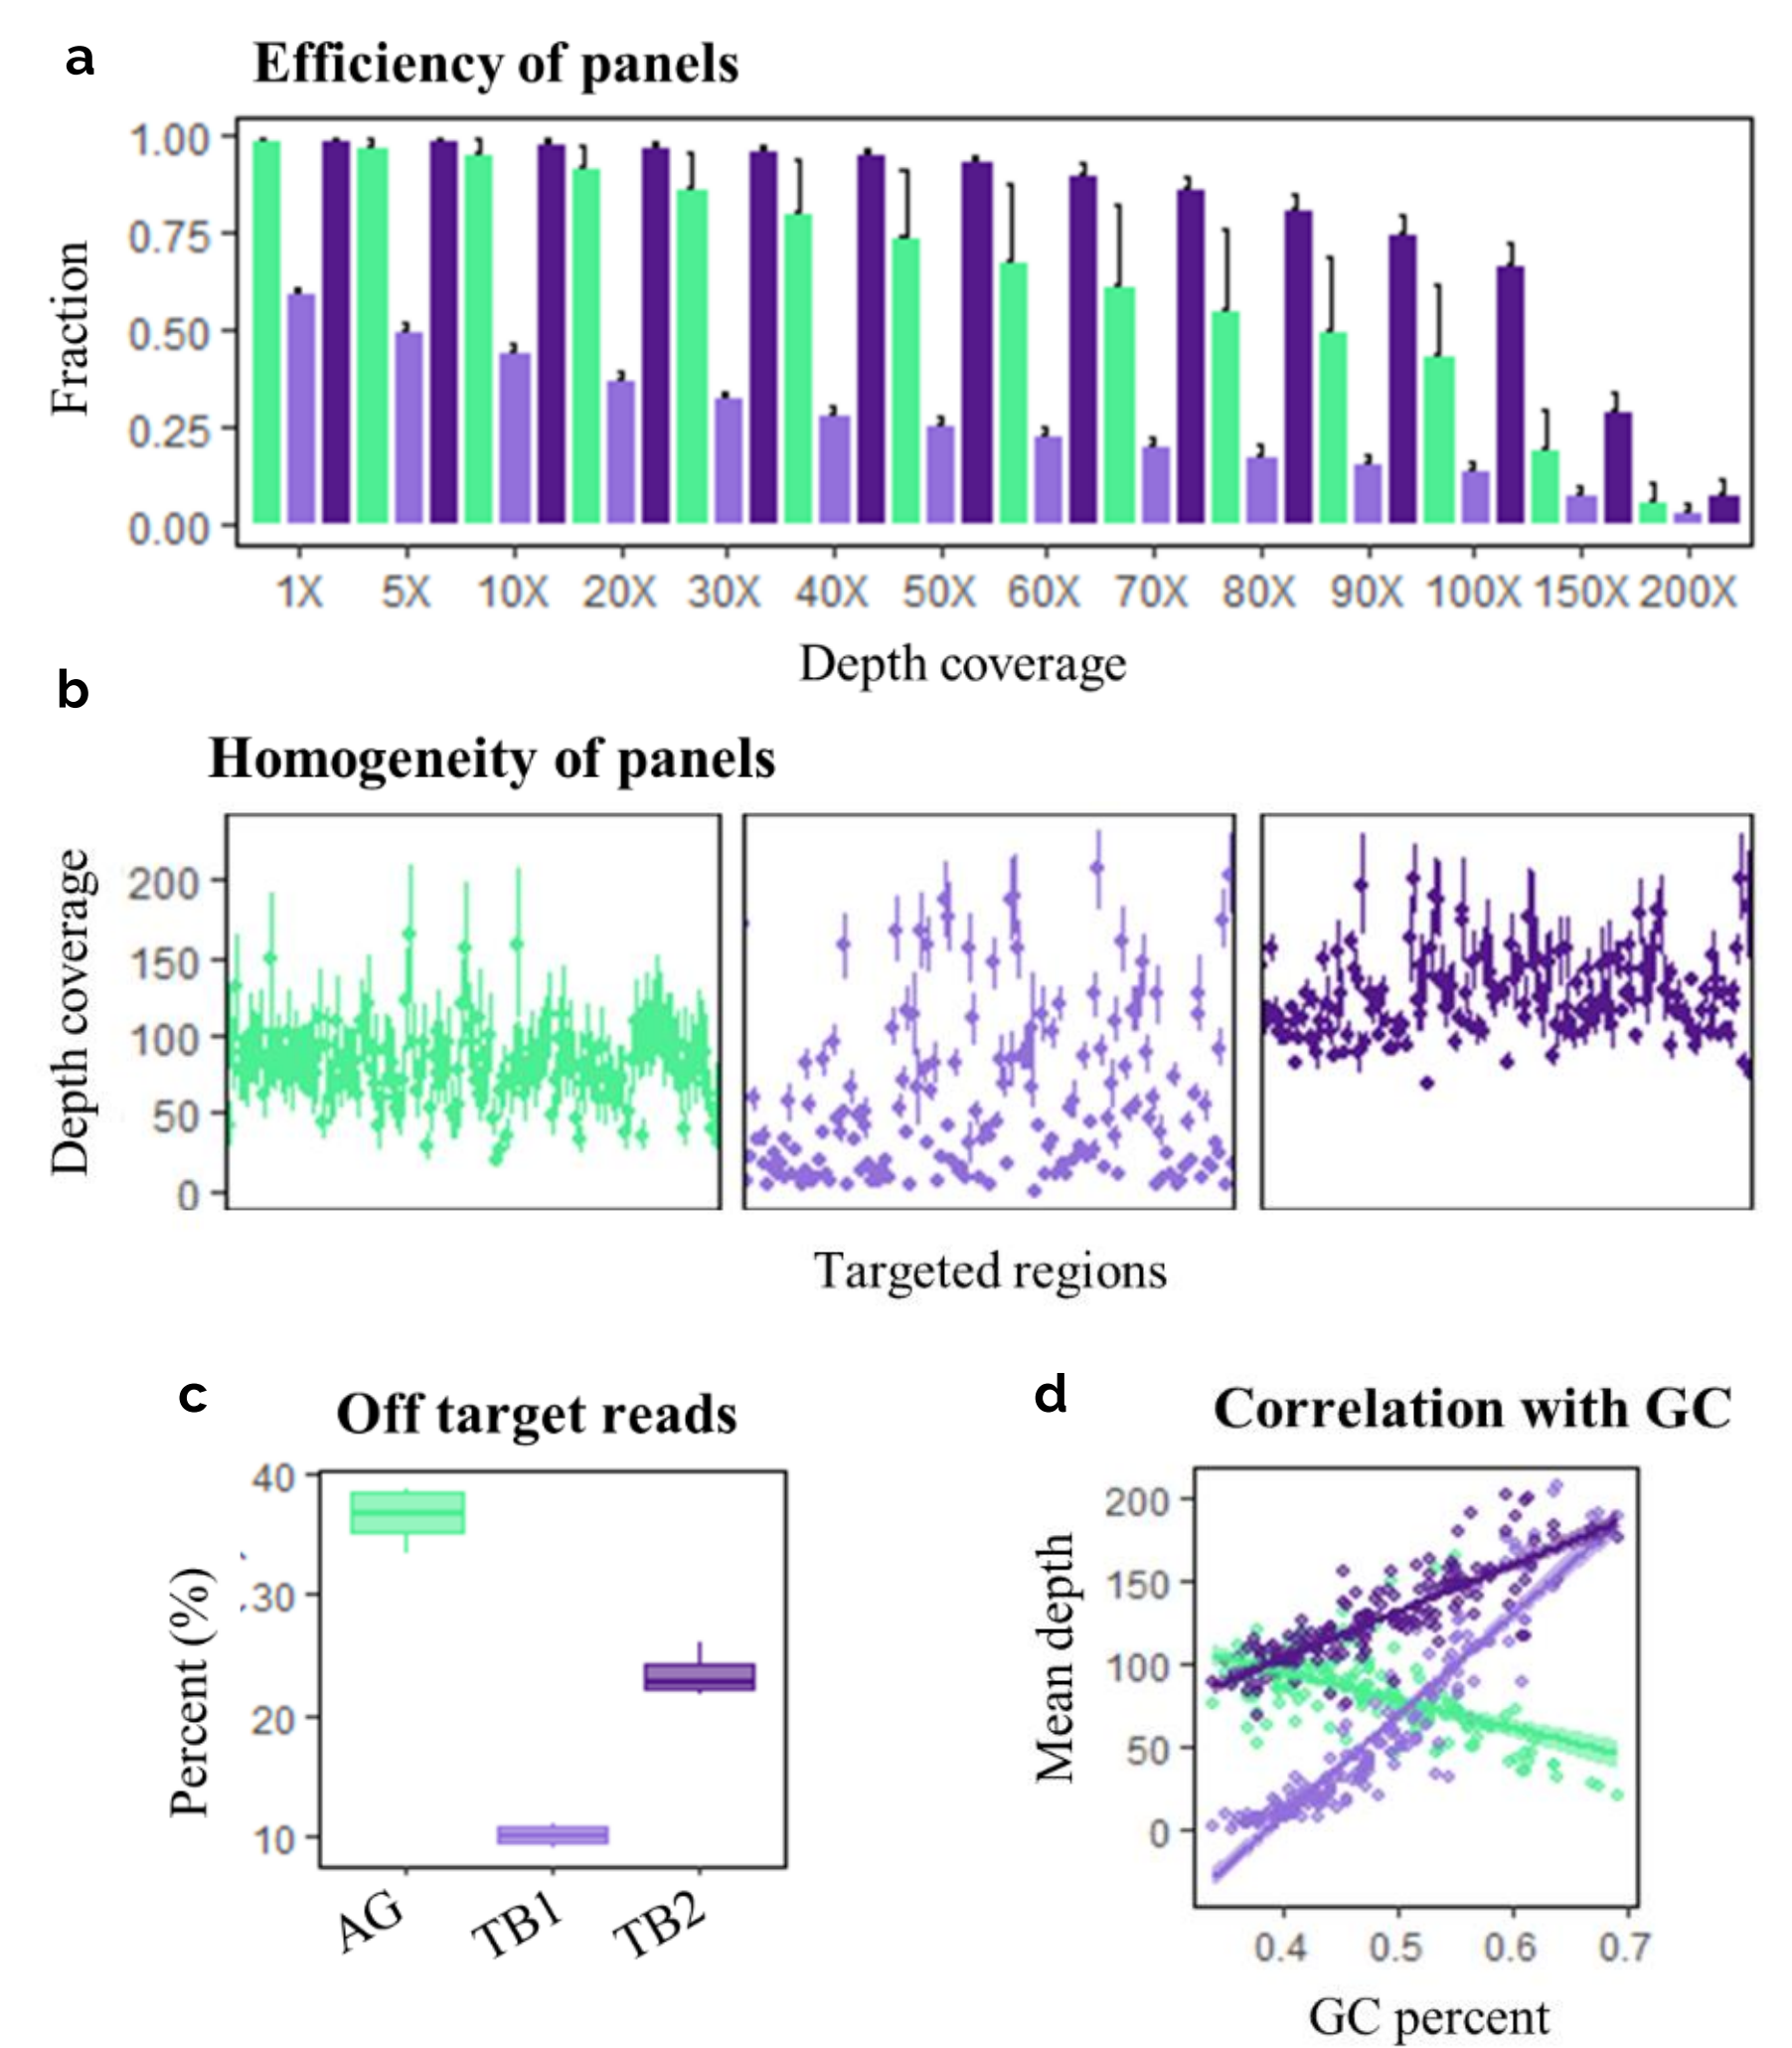 a
Efficiency of panels
1.00
0.75
0.50
0.25
0.00
Fraction
1X 5X 10X 20X 30X 40X 50X 60X 70X 80X 90X 100X 150X 200X
Depth coverage
b
Homogeneity of panels
200
150
100
50
0
Depth coverage
Targeted regions
c
Off target reads
40
30
20
10
Percent (%)
AG TB1 TB2
d
Correlation with GC
200
150
100
50
0
Mean depth
0.4 0.5 0.6 0.7
GC percent